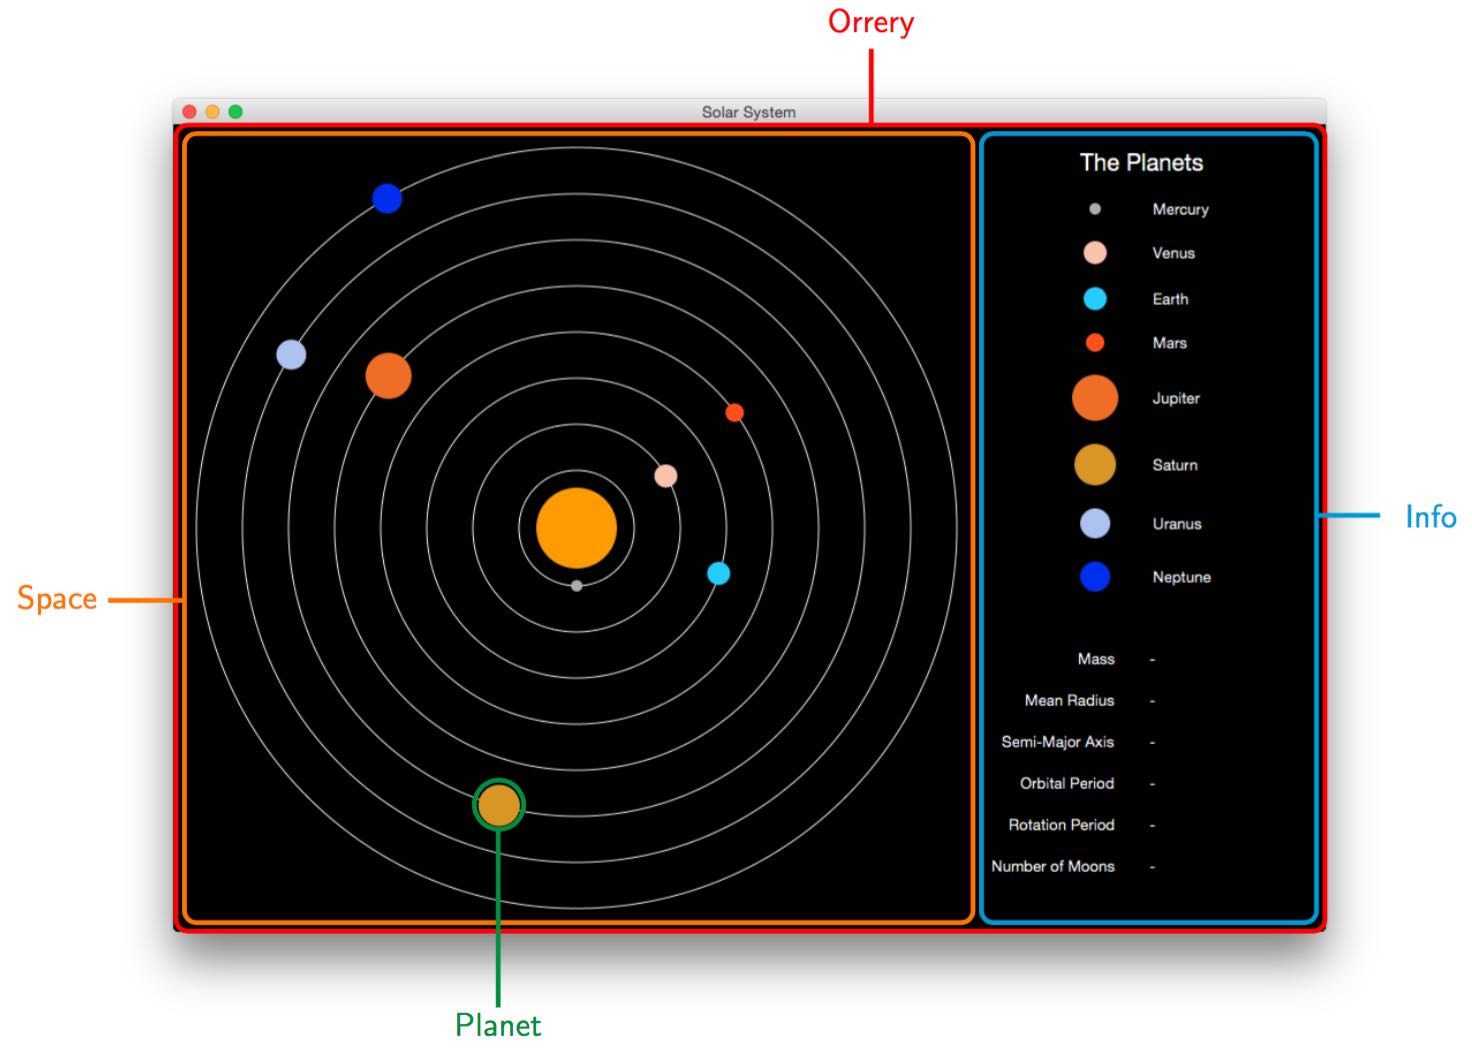 Orrery
Solar System
The Planets
Mercury
Venus
Earth
Mars
Jupiter
Saturn
Uranus
Neptune
Info
Space
Mass -
Mean Radius -
Semi-Major Axis -
Orbital Period -
Rotation Period -
Number of Moons -
Planet